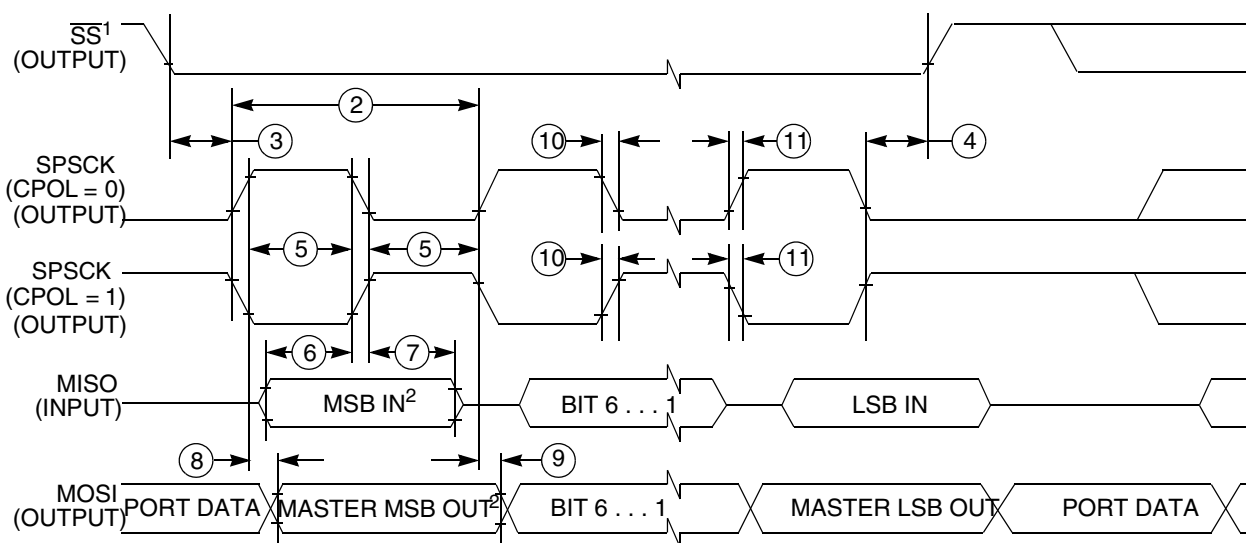 SS1
(OUTPUT)
2
3
10
11
4
SPSCK
(CPOL = 0)
(OUTPUT)
5
5
10
11
SPSCK
(CPOL = 1)
(OUTPUT)
6
7
MISO
(INPUT)
MSB IN2
BIT 6 . . . 1
LSB IN
8
9
MOSI
(OUTPUT)
PORT DATA
MASTER MSB OUT2
BIT 6 . . . 1
MASTER LSB OUT
PORT DATA